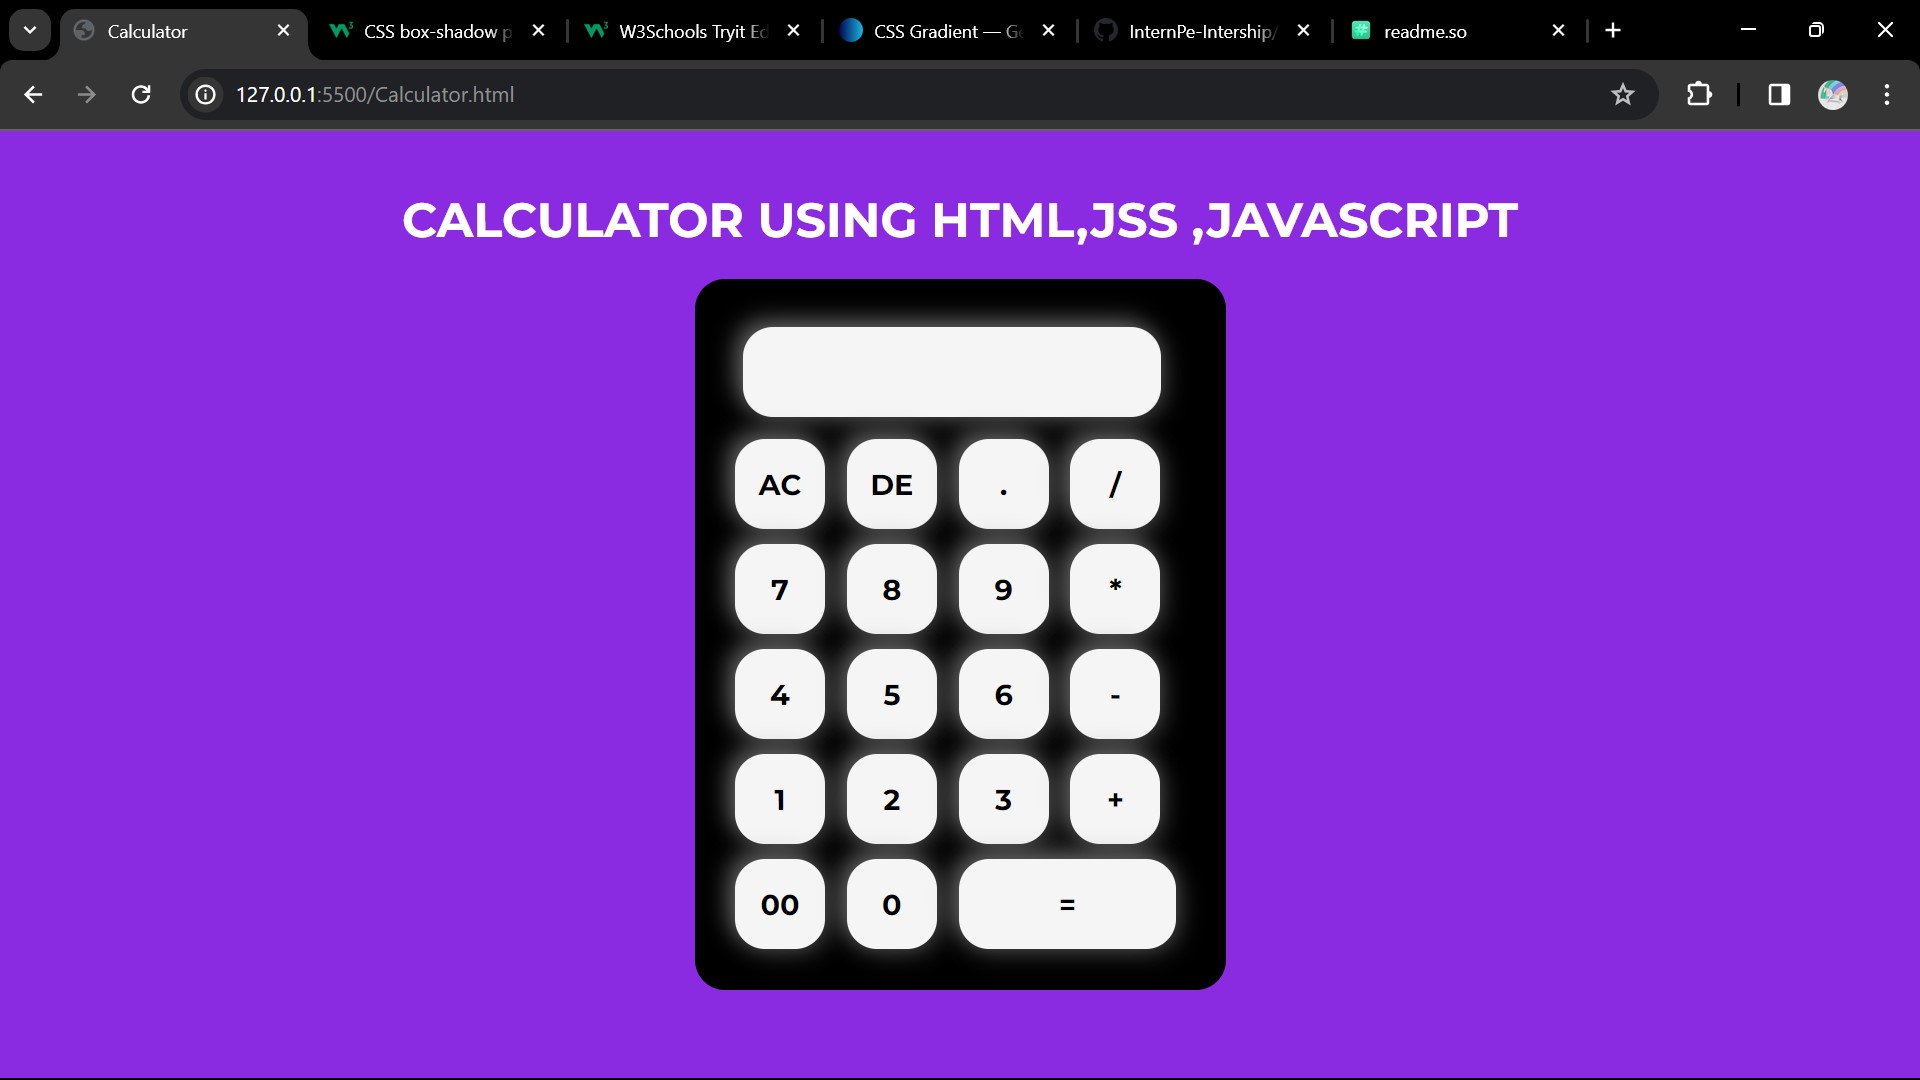 Calculator
CSS box-shadow p
W3Schools Tryit Ed
CSS Gradient — Ge
InternPe-Intership/
readme.so
127.0.0.1:5500/Calculator.html
CALCULATOR USING HTML,JSS ,JAVASCRIPT
AC DE . /
7 8 9 *
4 5 6 -
1 2 3 +
00 0 =